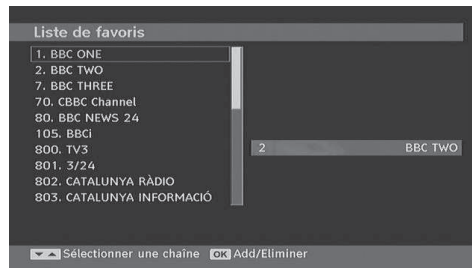 Liste de favoris
1. BBC ONE
2. BBC TWO
7. BBC THREE
70. CBBC Channel
80. BBC NEWS 24
105. BBCi
800. TV3
801. 3/24
802. CATALUNYA RÀDIO
803. CATALUNYA INFORMACIÓ
2 BBC TWO
Sélectionner une chaîne OK Add/Eliminer